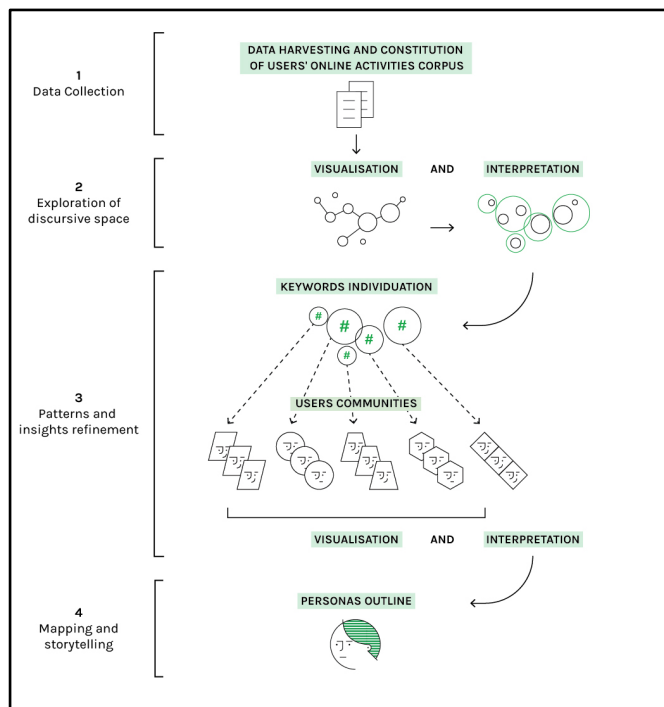 DATA HARVESTING AND CONSTITUTION
OF USERS' ONLINE ACTIVITIES CORPUS
1
Data Collection
VISUALISATION AND INTERPRETATION
2
Exploration of
discursive space
KEYWORDS INDIVIDUATION
# # # # #
3
Patterns and
insights refinement
USERS COMMUNITIES
VISUALISATION AND INTERPRETATION
4
Mapping and
storytelling
PERSONAS OUTLINE